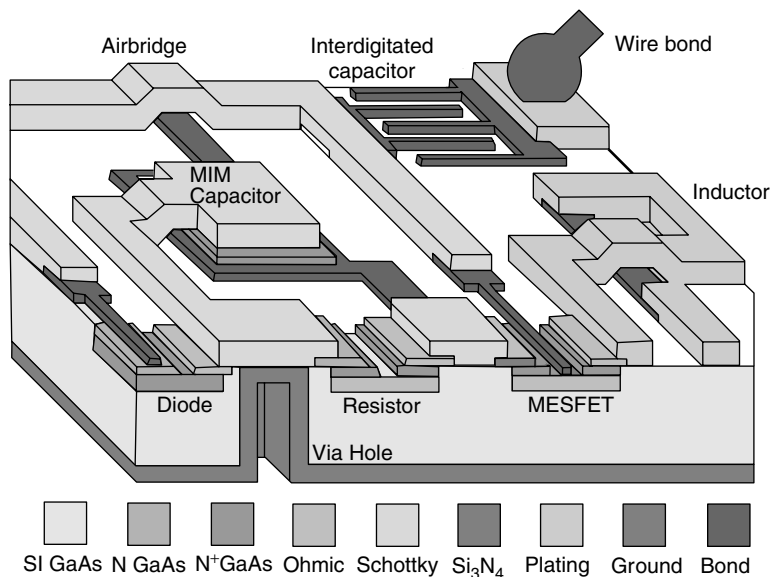 Airbridge
Interdigitated
capacitor
Wire bond
MIM
Capacitor
Inductor
Diode
Resistor
MESFET
Via Hole
SI GaAs
N GaAs
N⁺GaAs
Ohmic
Schottky
Si₃N₄
Plating
Ground
Bond